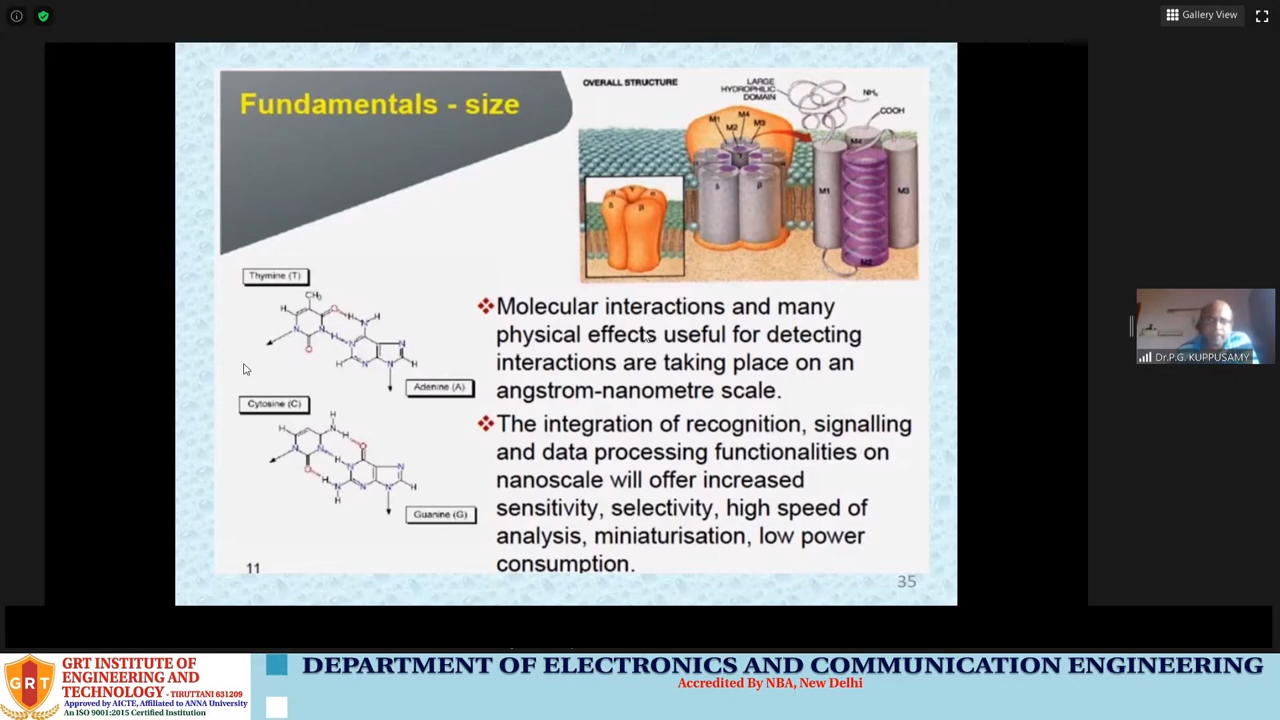 Gallery View
Fundamentals - size
OVERALL STRUCTURE
LARGE
HYDROPHILIC
DOMAIN
NH₂
COOH
M1
M2
M4
M3
M4
M1
M3
M2
γ
δ
β
α
γ
α
δ
β
Thymine (T)
CH3
Adenine (A)
Cytosine (C)
Guanine (G)
❖Molecular interactions and many
physical effects useful for detecting
interactions are taking place on an
angstrom-nanometre scale.
❖The integration of recognition, signalling
and data processing functionalities on
nanoscale will offer increased
sensitivity, selectivity, high speed of
analysis, miniaturisation, low power
consumption.
11
35
Dr.P.G. KUPPUSAMY
GRT
GRT INSTITUTE OF
ENGINEERING AND
TECHNOLOGY - TIRUTTANI 631209
Approved by AICTE, Affiliated to ANNA University
An ISO 9001:2015 Certified Institution
DEPARTMENT OF ELECTRONICS AND COMMUNICATION ENGINEERING
Accredited By NBA, New Delhi